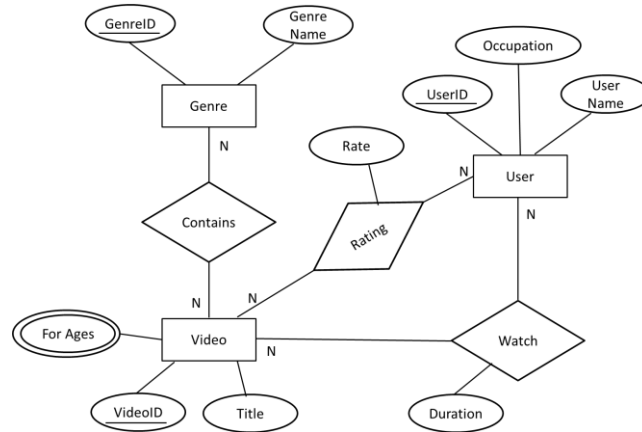 GenreID
Genre
Name
Occupation
UserID
User
Name
Genre
N
Rate
User
N
N
Contains
Rating
N
N
For Ages
Video
N
Watch
VideoID
Title
Duration